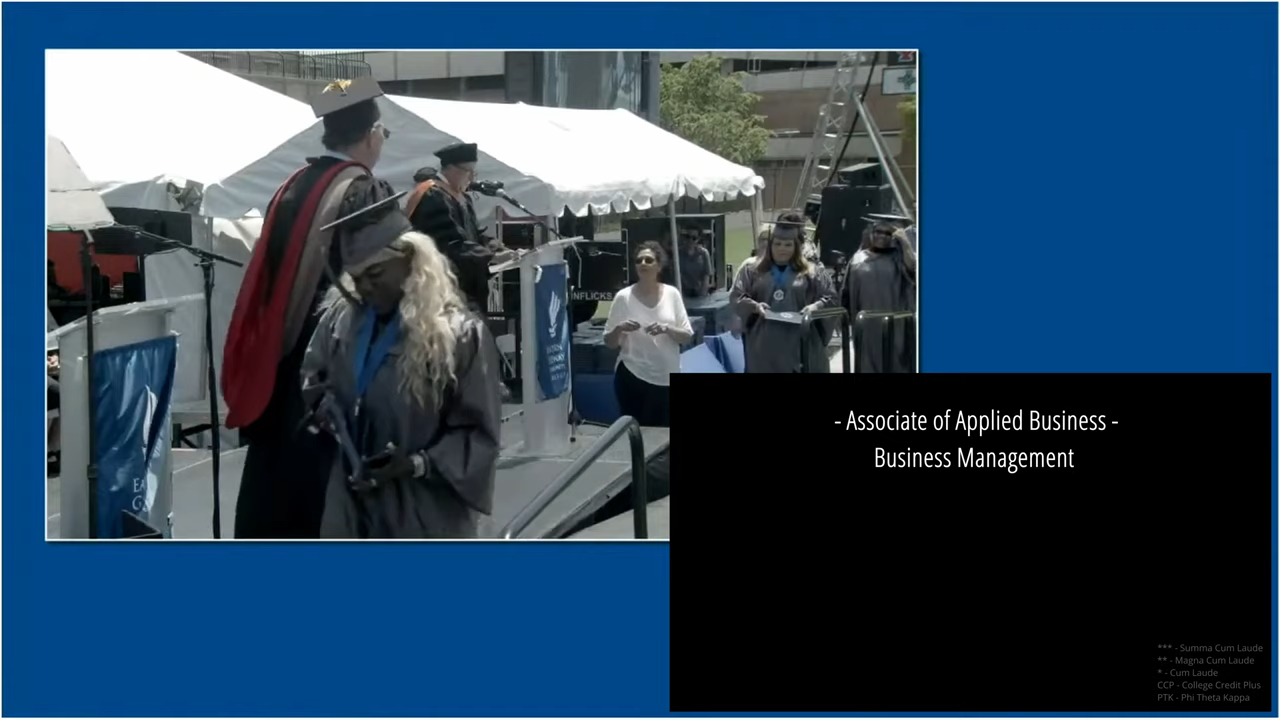 INFLICKS
- Associate of Applied Business -
Business Management
*** - Summa Cum Laude
** - Magna Cum Laude
* - Cum Laude
CCP - College Credit Plus
PTK - Phi Theta Kappa